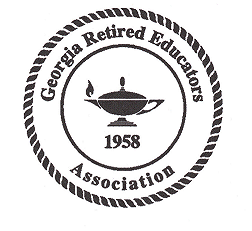 Georgia Retired Educators
1958
Association